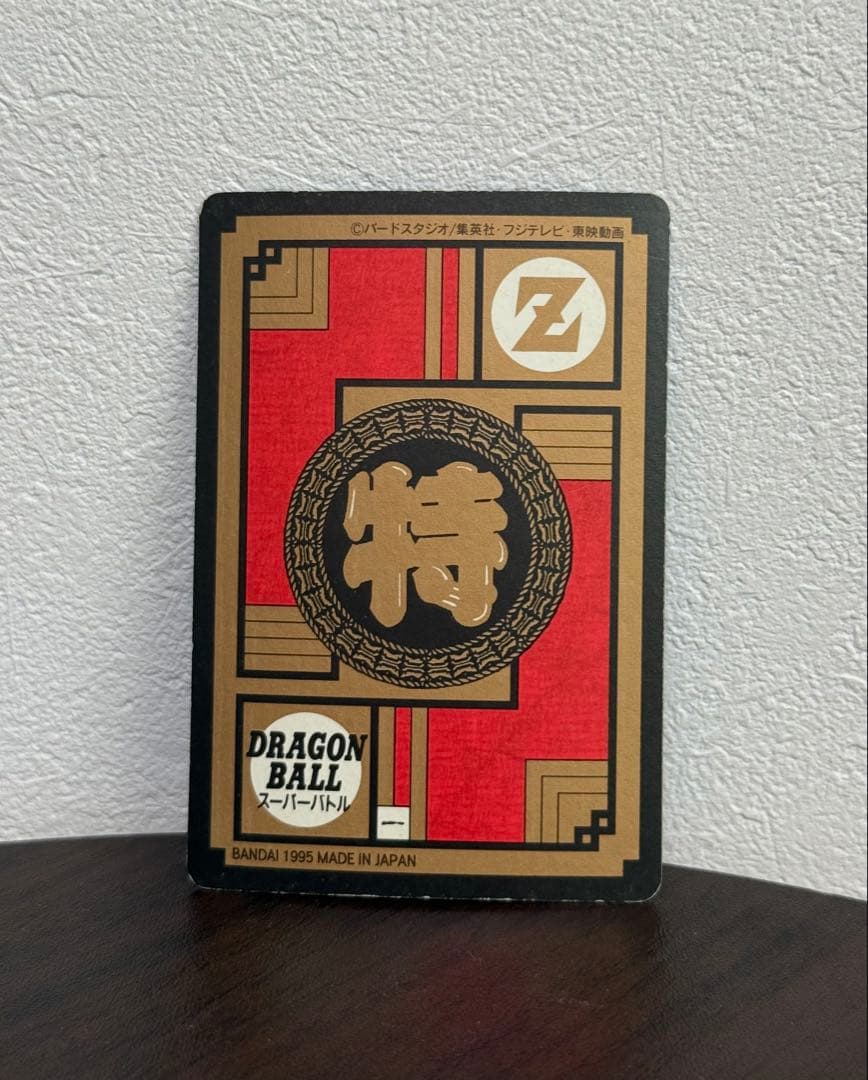 ©バードスタジオ/集英社・フジテレビ・東映動画
Z
特
DRAGON
BALL
スーパーバトル
一
BANDAI 1995 MADE IN JAPAN